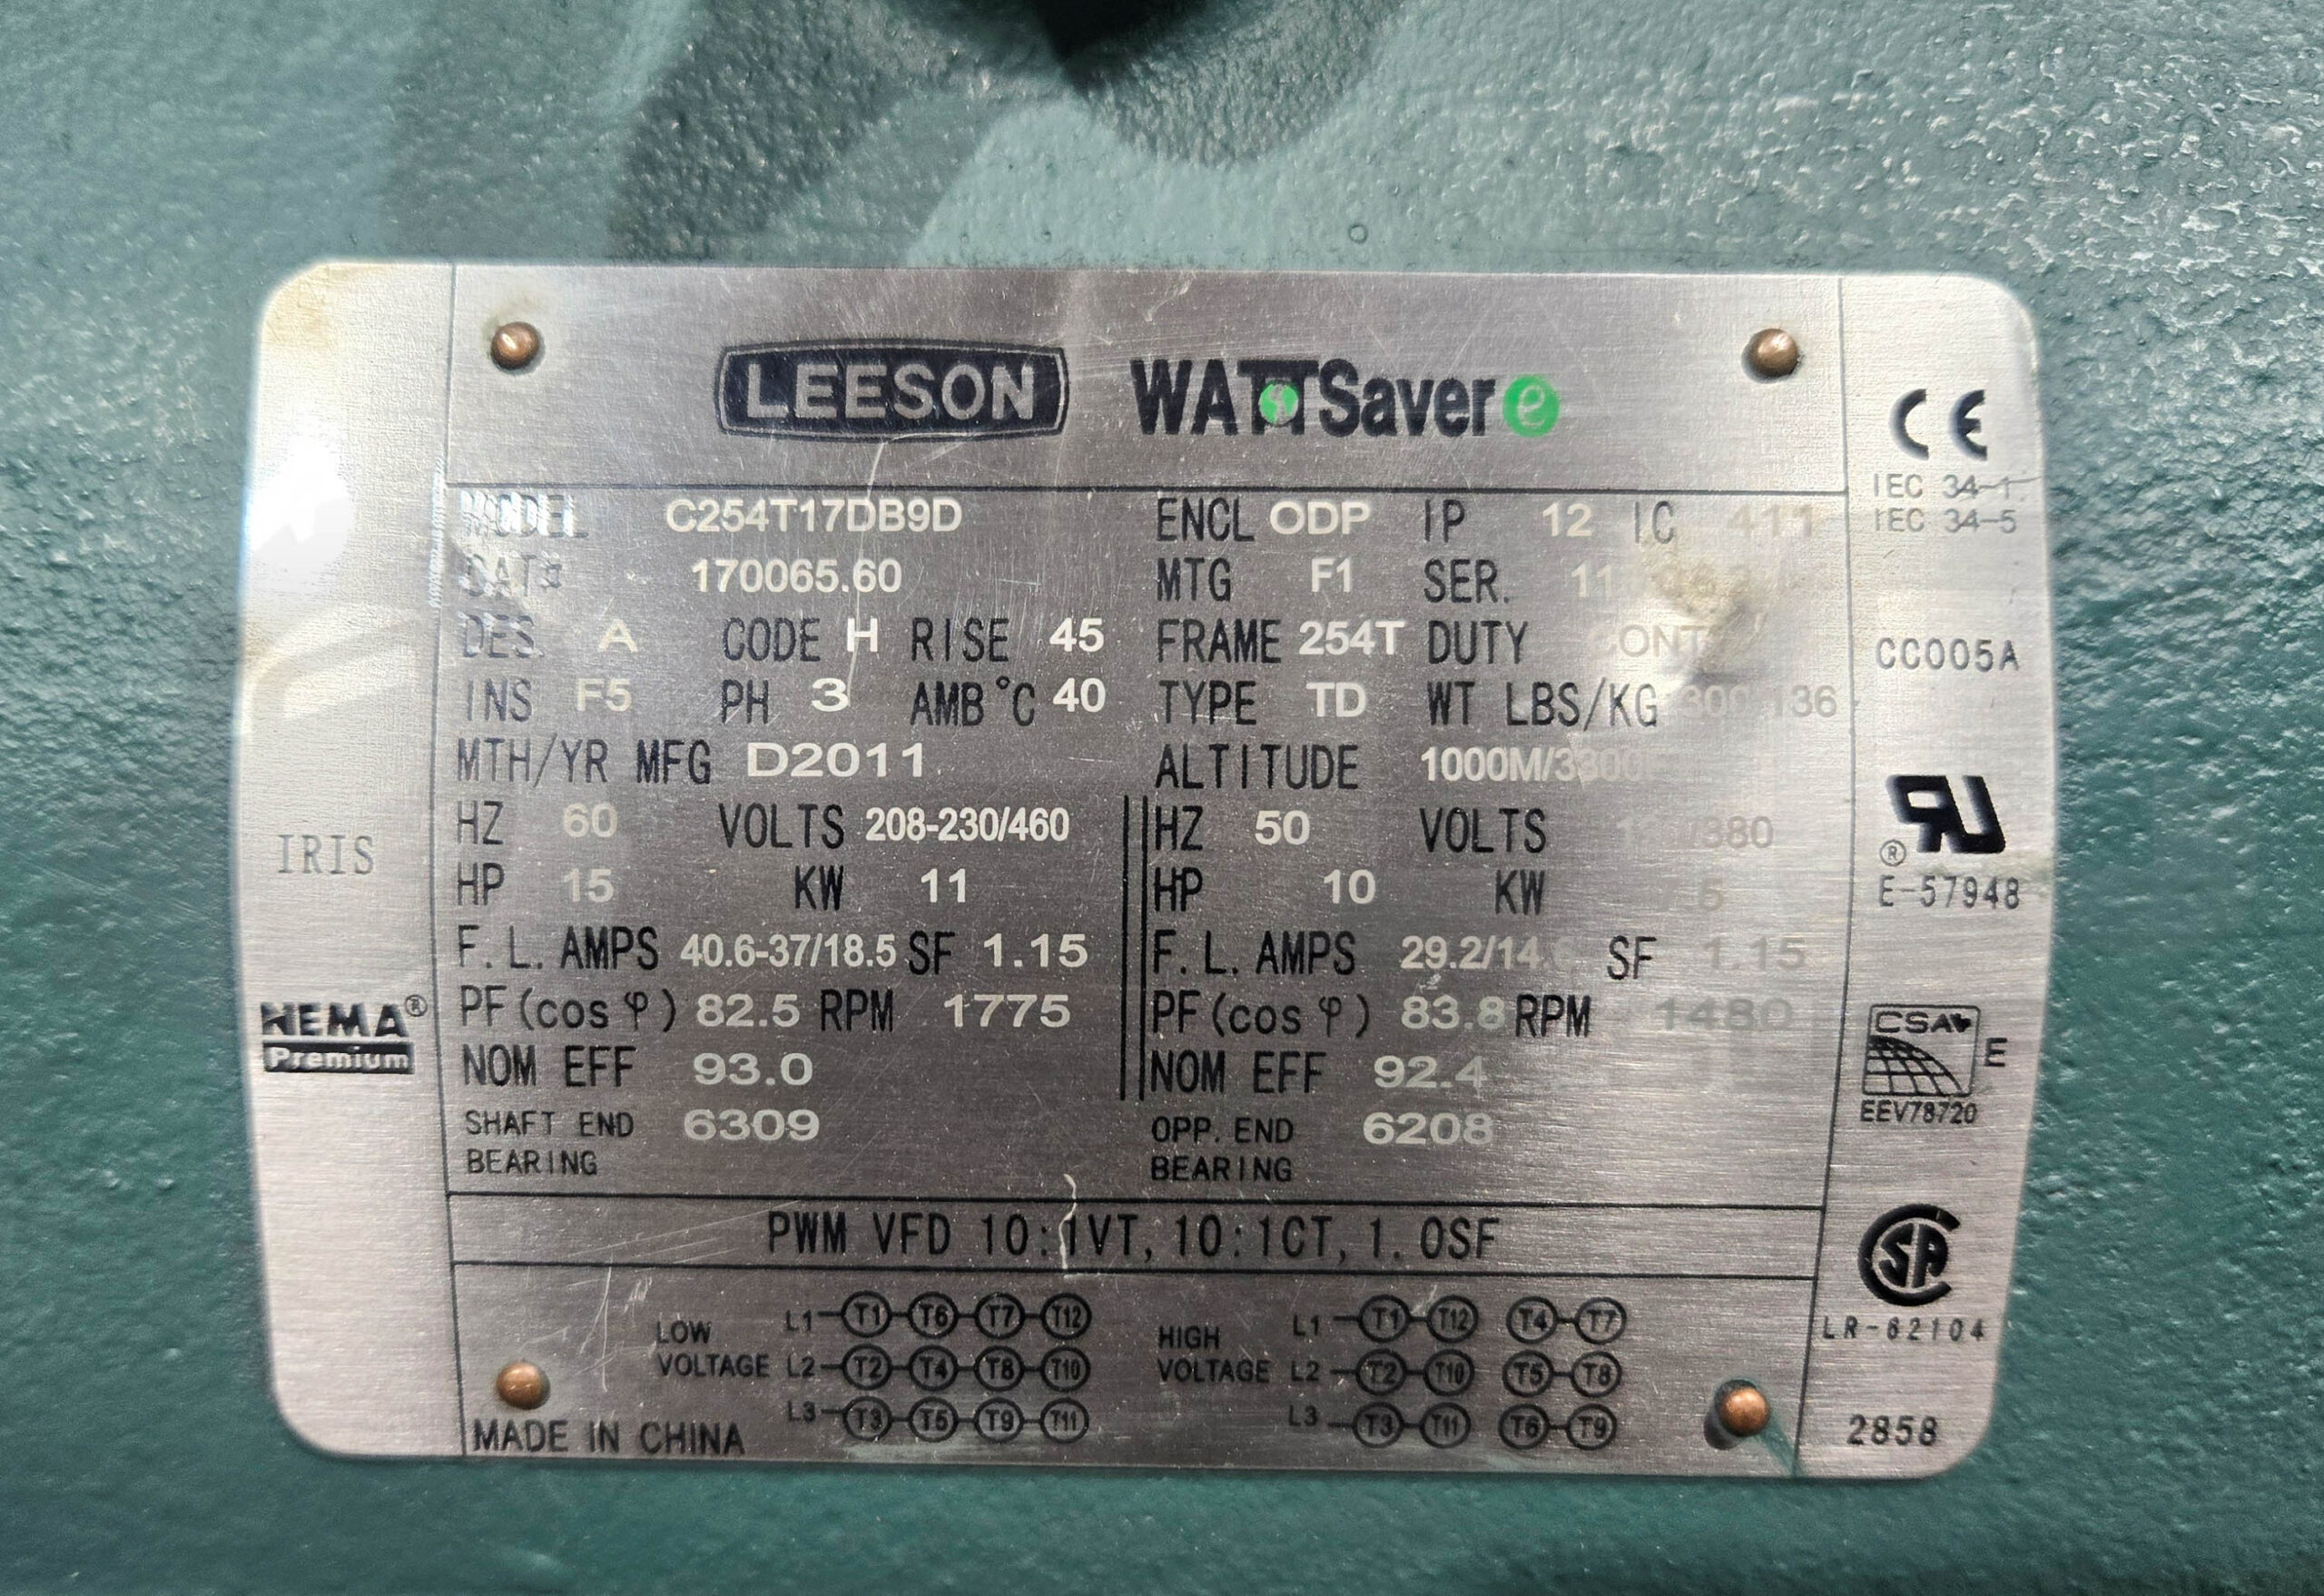 LEESON WATTSaver e
MODEL C254T17DB9D ENCL ODP IP 12 IC 411
CAT# 170065.60 MTG F1 SER.
DES. A CODE H RISE 45 FRAME 254T DUTY CONT
INS F5 PH 3 AMB°C 40 TYPE TD WT LBS/KG 300/136
MTH/YR MFG D2011 ALTITUDE
HZ 60 VOLTS 208-230/460 HZ 50 VOLTS
HP 15 KW 11 HP 10 KW
F.L. AMPS 40.6-37/18.5 SF 1.15 F.L. AMPS SF 1.15
PF(cos φ) 82.5 RPM 1775 PF(cos φ) 83.8 RPM 1480
NOM EFF 93.0 NOM EFF 92.4
SHAFT END BEARING 6309 OPP. END BEARING 6208
PWM VFD 10:1VT, 10:1CT, 1.0SF
LOW VOLTAGE
L1 T1 T6 T7 T12
L2 T2 T4 T8 T10
L3 T3 T5 T9 T11
HIGH VOLTAGE
L1 T1 T12 T4 T7
L2 T2 T10 T5 T8
L3 T3 T11 T6 T9
MADE IN CHINA
IRIS
NEMA®
Premium
CE
IEC 34-1
IEC 34-5
CC005A
®
E-57948
CSA E
EEV78720
LR-62104
2858